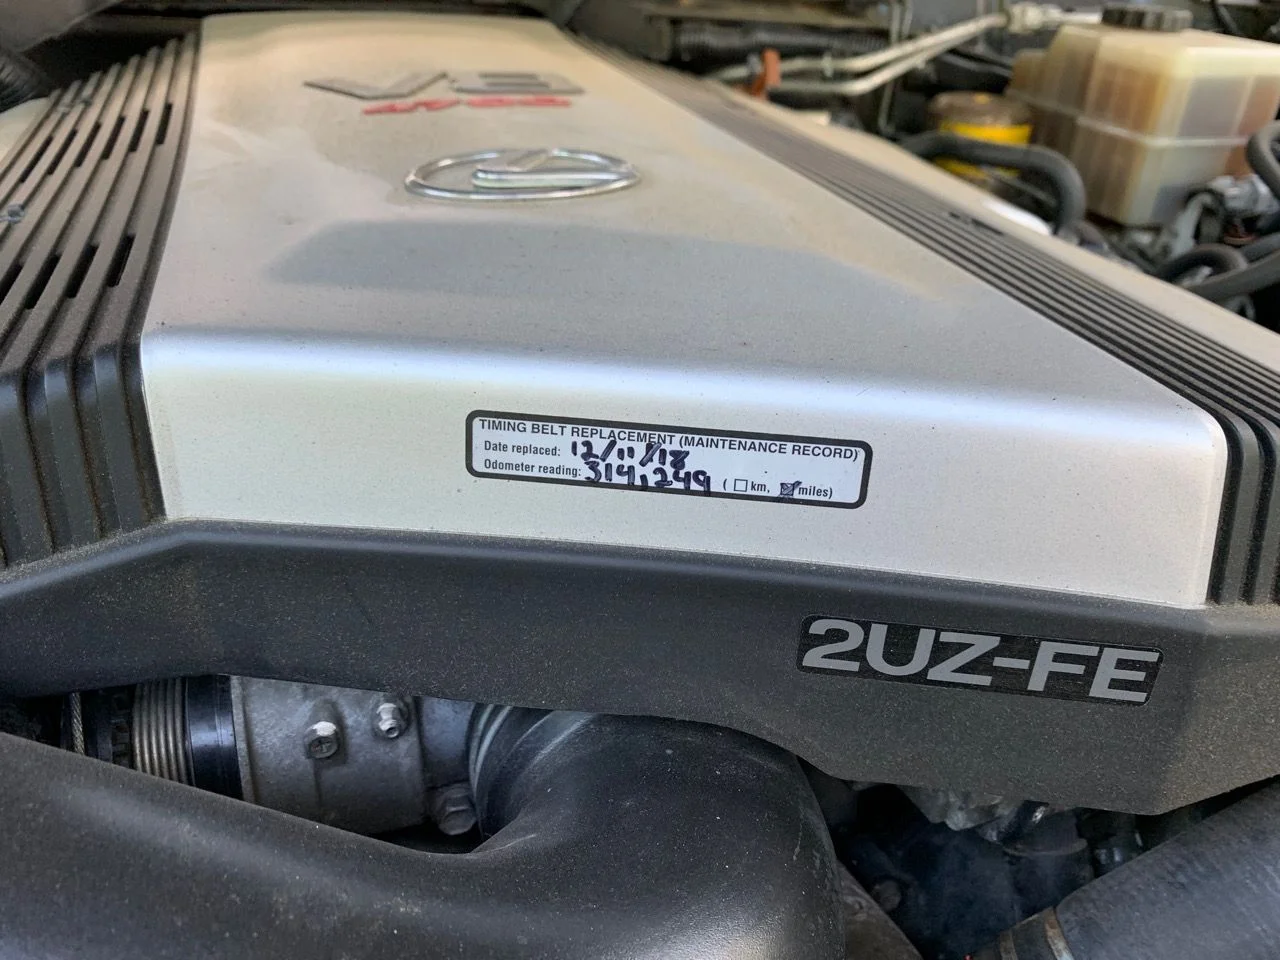 V8
TIMING BELT REPLACEMENT (MAINTENANCE RECORD)
Date replaced: 12/11/18
Odometer reading: 314,249 ( km, miles)
2UZ-FE